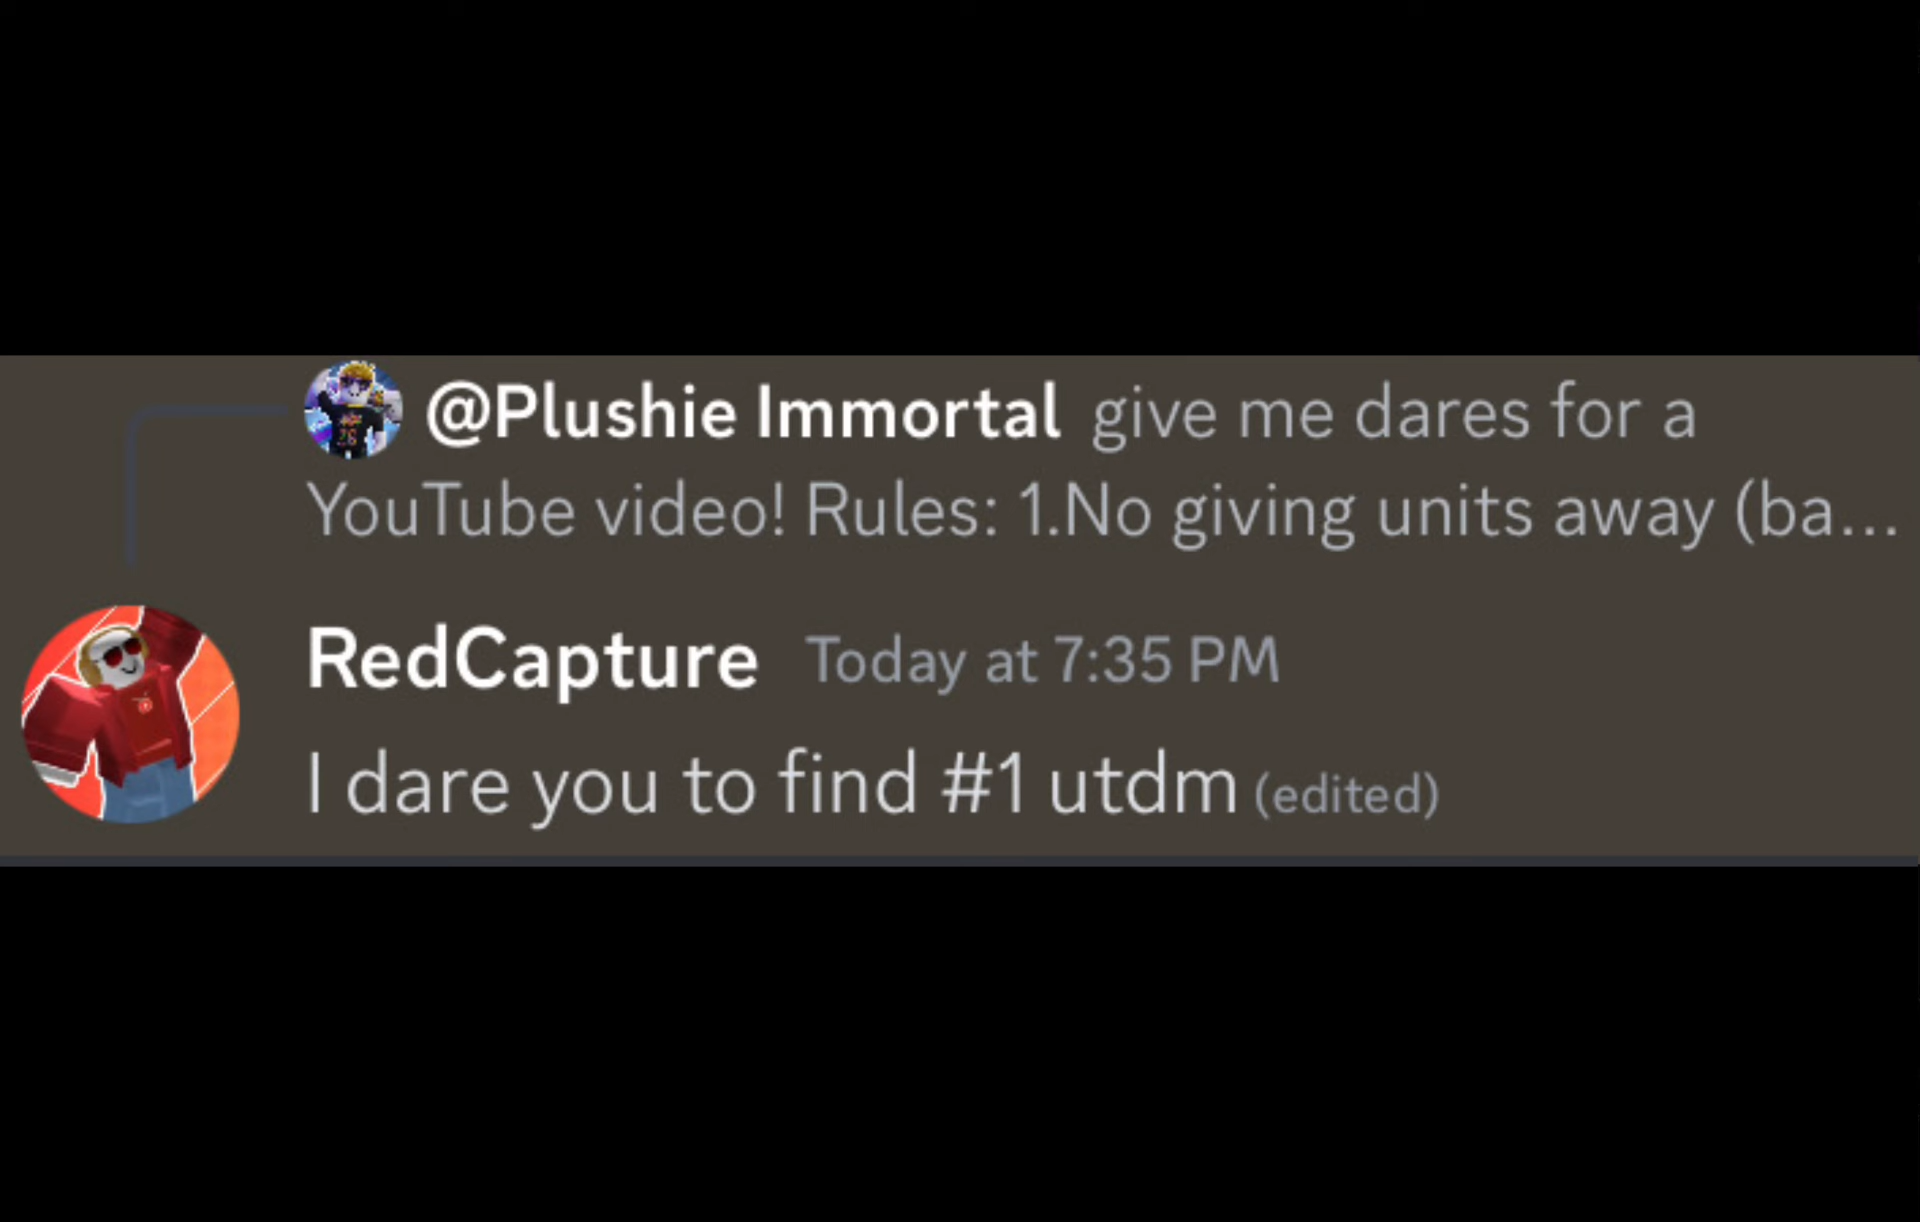 @Plushie Immortal give me dares for a
YouTube video! Rules: 1.No giving units away (ba...
RedCapture Today at 7:35 PM
I dare you to find #1 utdm (edited)